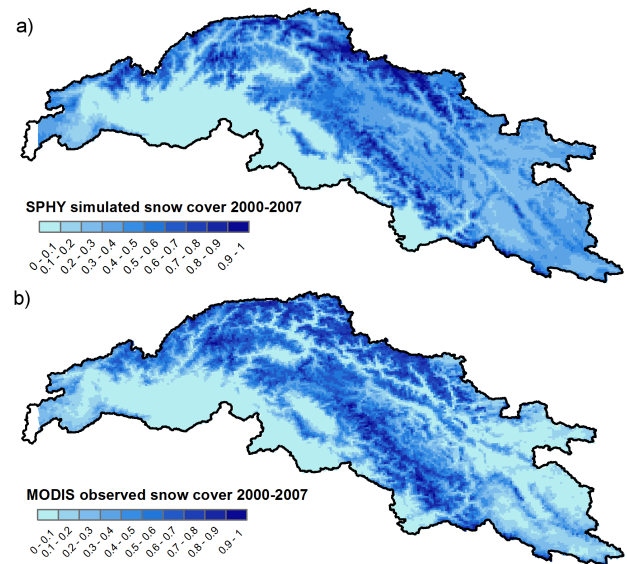 a)
SPHY simulated snow cover 2000-2007
0 - 0.1 0.1 - 0.2 0.2 - 0.3 0.3 - 0.4 0.4 - 0.5 0.5 - 0.6 0.6 - 0.7 0.7 - 0.8 0.8 - 0.9 0.9 - 1
b)
MODIS observed snow cover 2000-2007
0 - 0.1 0.1 - 0.2 0.2 - 0.3 0.3 - 0.4 0.4 - 0.5 0.5 - 0.6 0.6 - 0.7 0.7 - 0.8 0.8 - 0.9 0.9 - 1